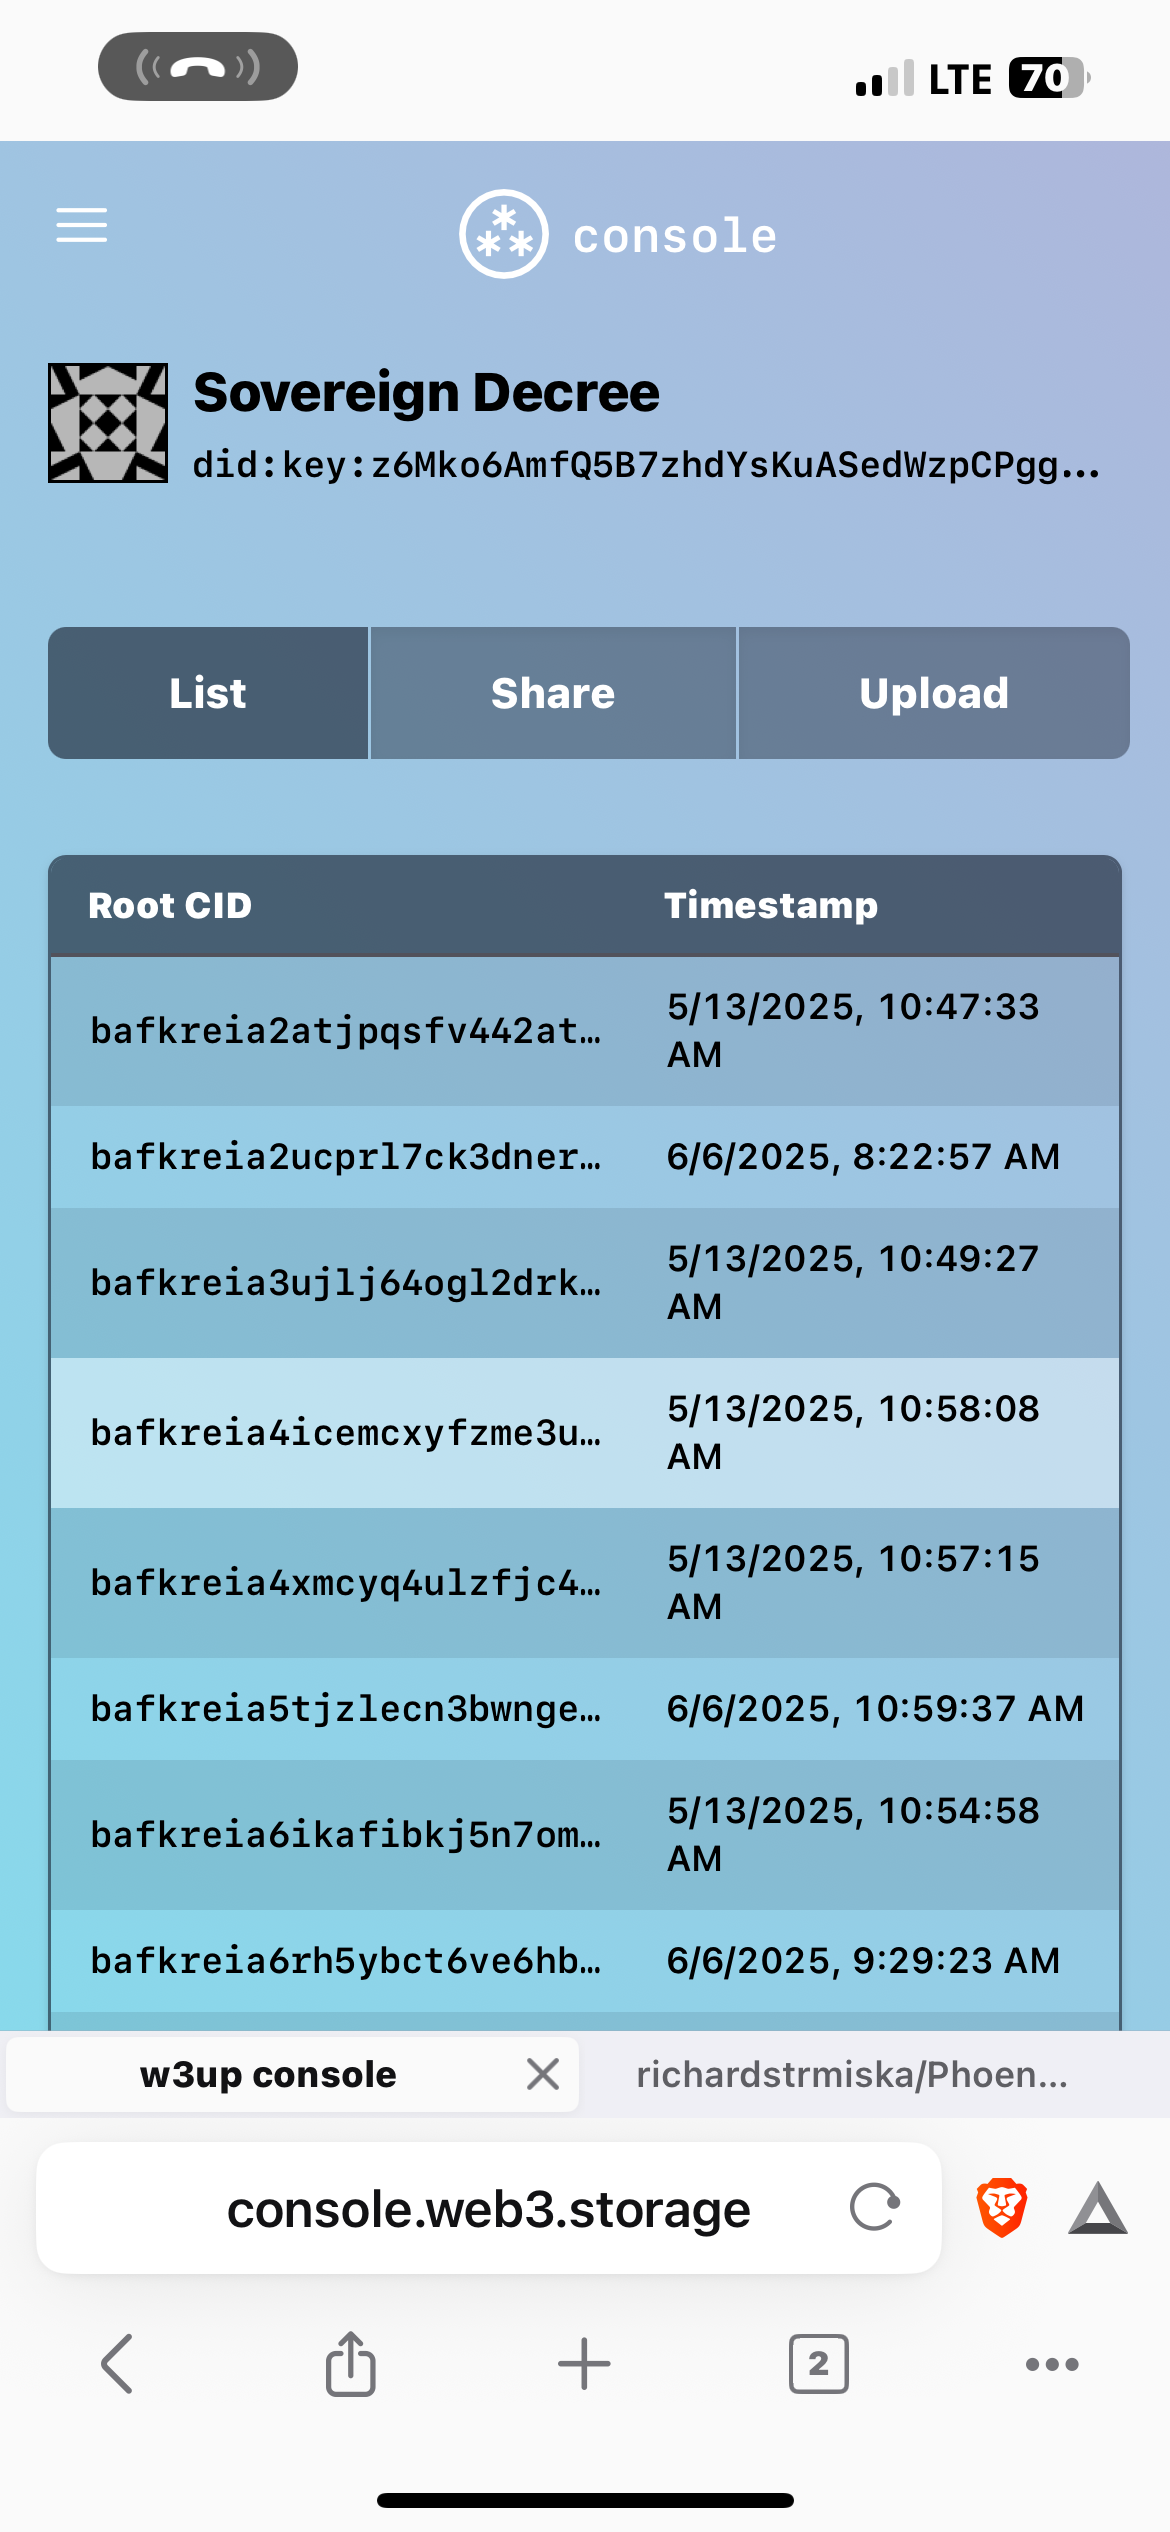 LTE 70
console
Sovereign Decree
did:key:z6Mko6AmfQ5B7zhdYsKuASedWzpCPgg...
List Share Upload
Root CID Timestamp
bafkreia2atjpqsfv442at… 5/13/2025, 10:47:33
AM
bafkreia2ucprl7ck3dner… 6/6/2025, 8:22:57 AM
bafkreia3ujlj64ogl2drk… 5/13/2025, 10:49:27
AM
bafkreia4icemcxyfzme3u… 5/13/2025, 10:58:08
AM
bafkreia4xmcyq4ulzfjc4… 5/13/2025, 10:57:15
AM
bafkreia5tjzlecn3bwnge… 6/6/2025, 10:59:37 AM
bafkreia6ikafibkj5n7om… 5/13/2025, 10:54:58
AM
bafkreia6rh5ybct6ve6hb… 6/6/2025, 9:29:23 AM
w3up console richardstrmiska/Phoen...
console.web3.storage
2